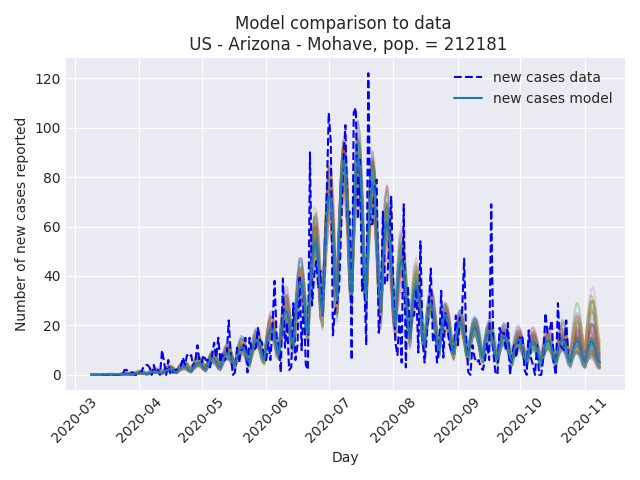 Model comparison to data
US - Arizona - Mohave, pop. = 212181
new cases data
new cases model
Number of new cases reported
120
100
80
60
40
20
0
2020-03
2020-04
2020-05
2020-06
2020-07
2020-08
2020-09
2020-10
2020-11
Day